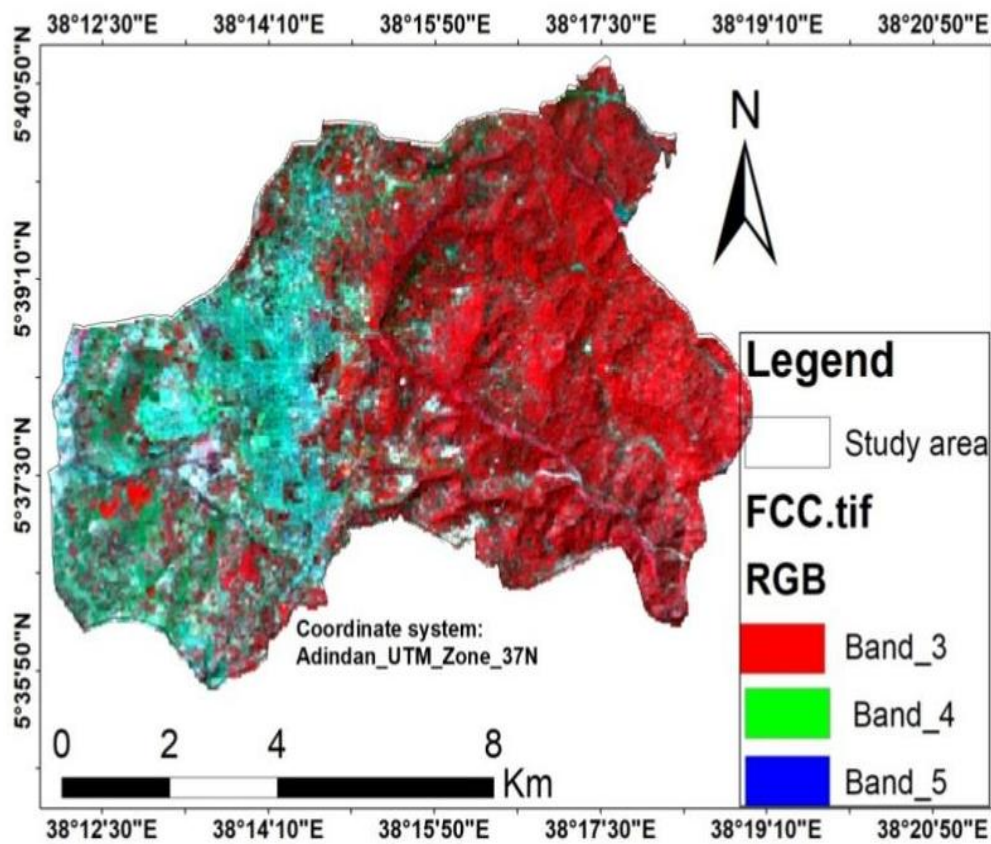 38°12'30"E 38°14'10"E 38°15'50"E 38°17'30"E 38°19'10"E 38°20'50"E
5°40'50"N
5°39'10"N
5°37'30"N
5°35'50"N
N
Legend
Study area
FCC.tif
RGB
Band_3
Band_4
Band_5
Coordinate system:
Adindan_UTM_Zone_37N
0 2 4 8
Km
38°12'30"E 38°14'10"E 38°15'50"E 38°17'30"E 38°19'10"E 38°20'50"E